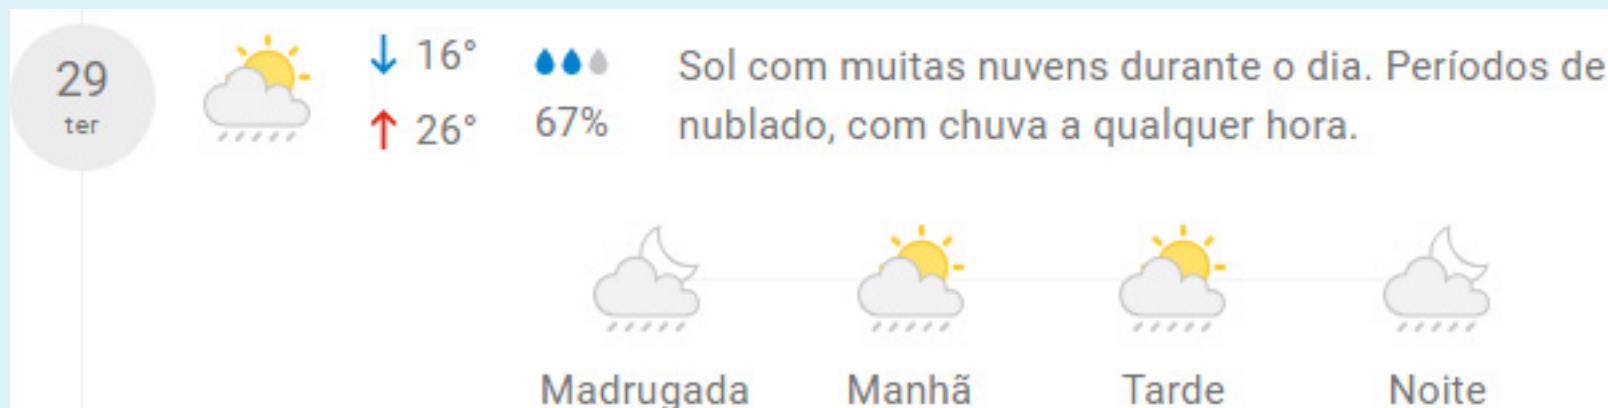 29
ter
16°
26°
67%
Sol com muitas nuvens durante o dia. Períodos de
nublado, com chuva a qualquer hora.
Madrugada Manhã Tarde Noite